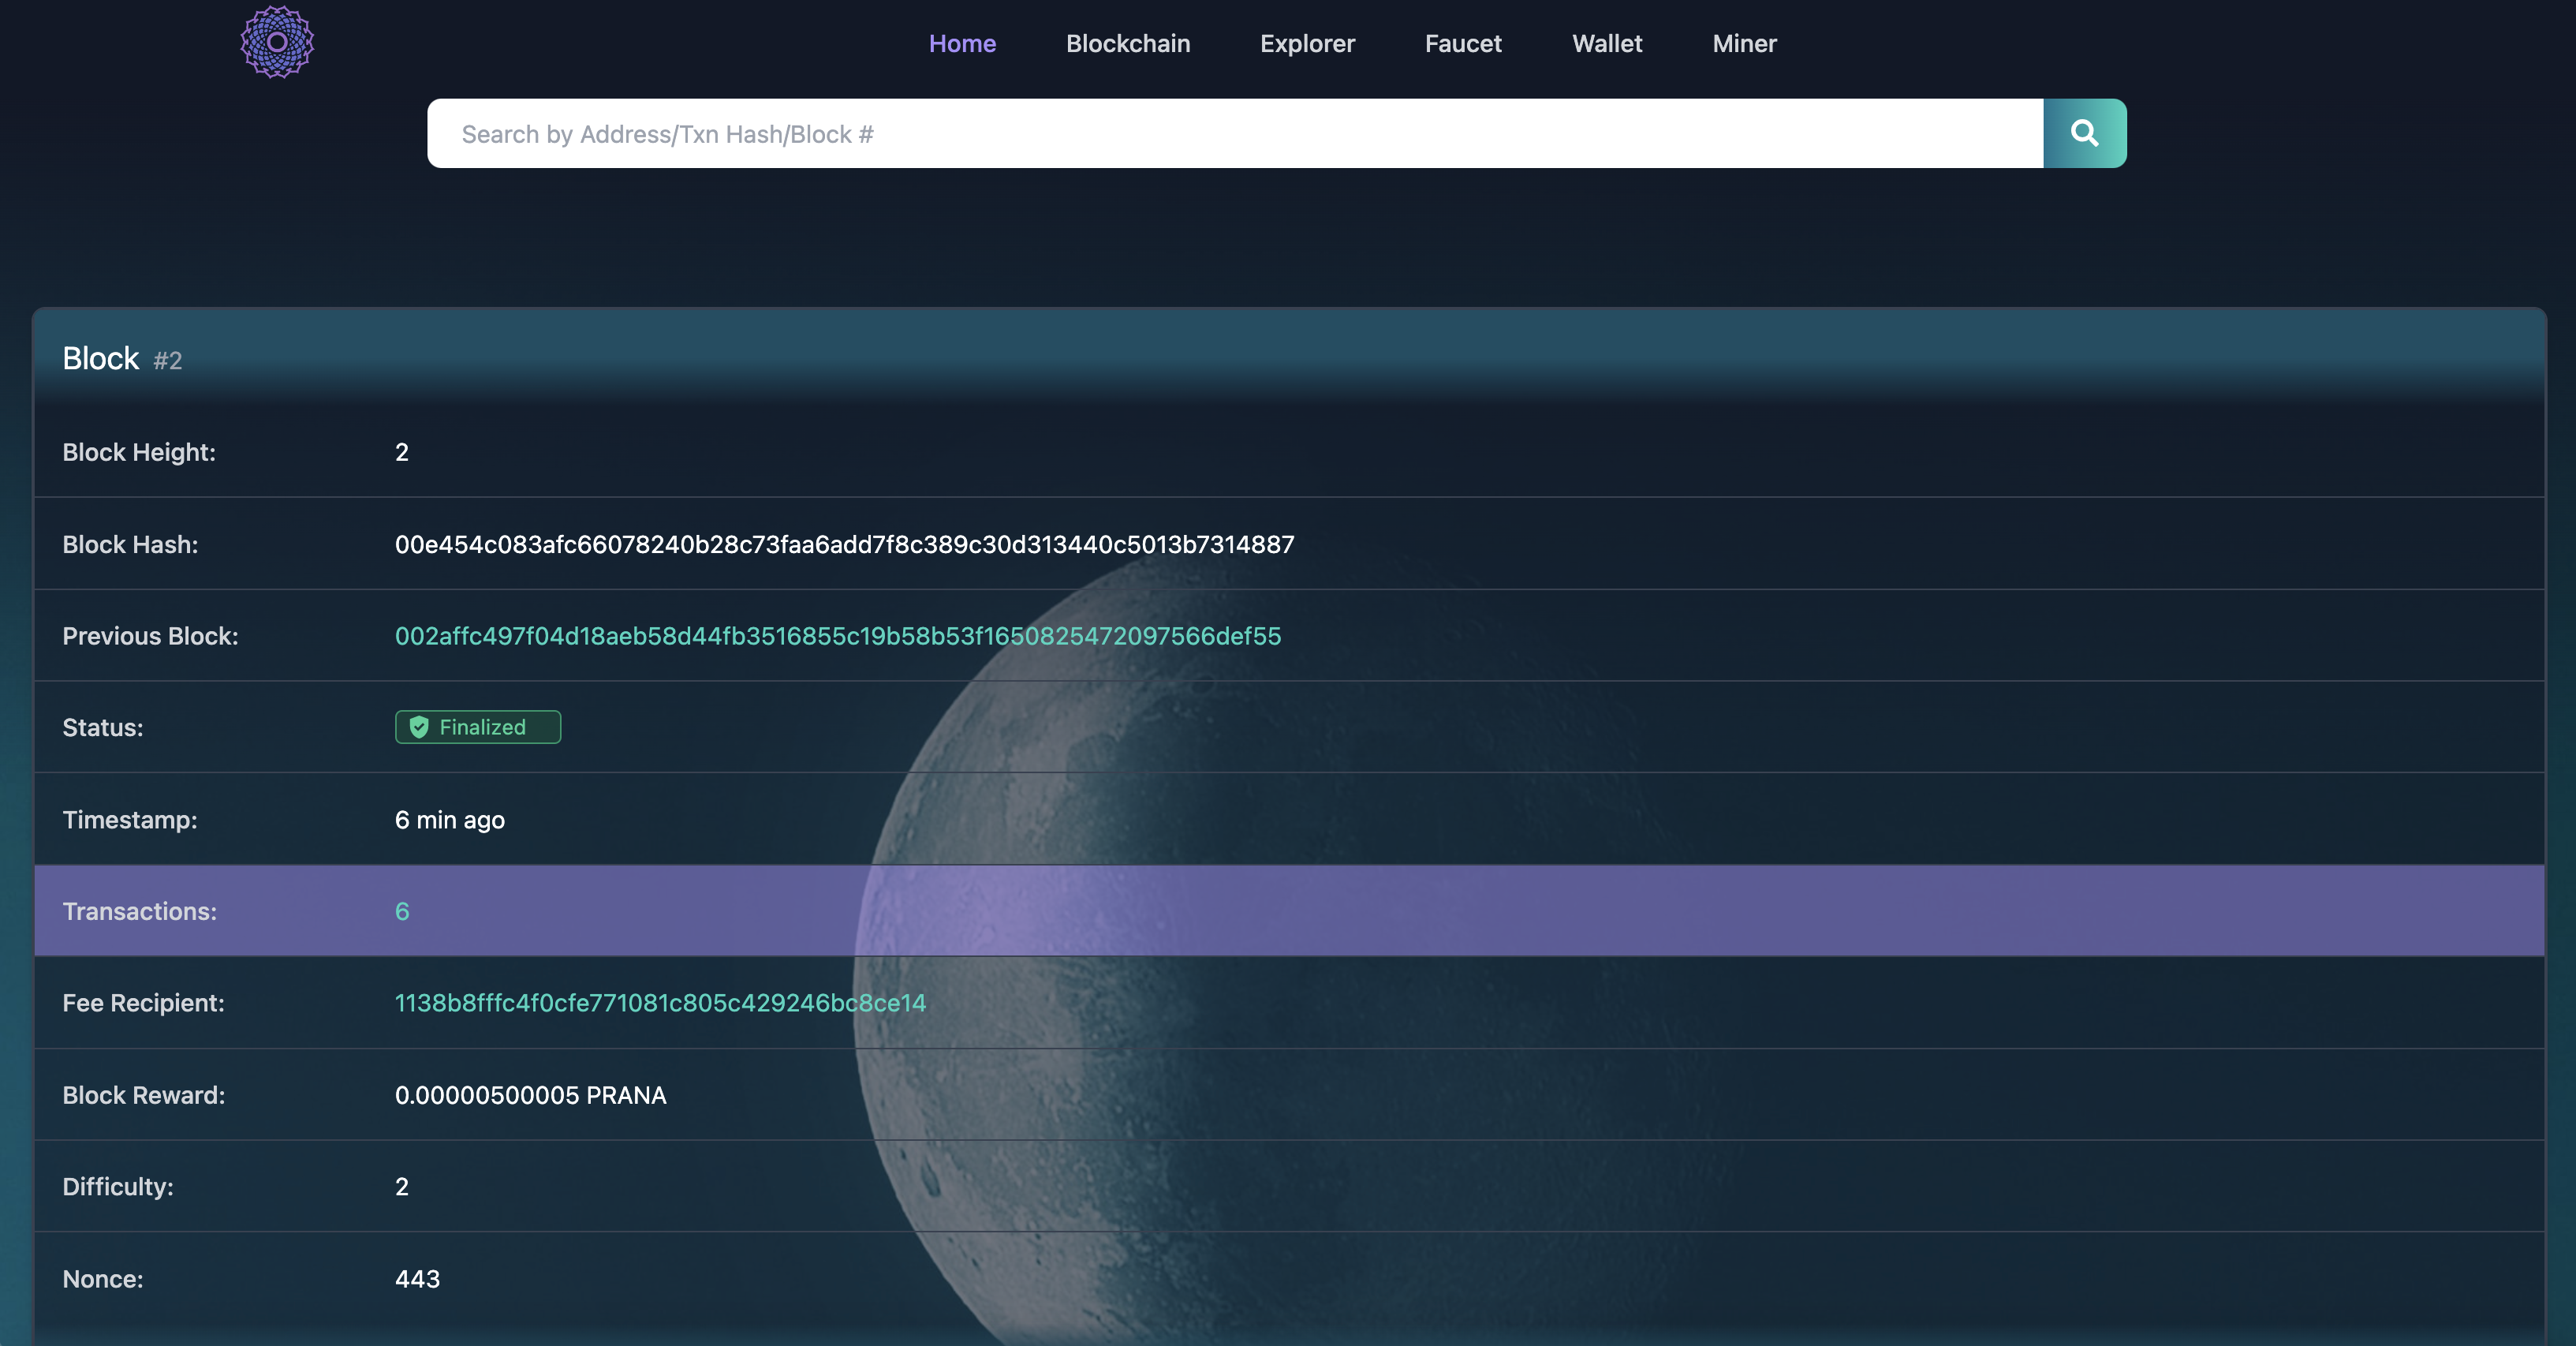 Home Blockchain Explorer Faucet Wallet Miner
Search by Address/Txn Hash/Block #
Block #2
Block Height: 2
Block Hash: 00e454c083afc66078240b28c73faa6add7f8c389c30d313440c5013b7314887
Previous Block: 002affc497f04d18aeb58d44fb3516855c19b58b53f1650825472097566def55
Status: Finalized
Timestamp: 6 min ago
Transactions: 6
Fee Recipient: 1138b8fffc4f0cfe771081c805c429246bc8ce14
Block Reward: 0.00000500005 PRANA
Difficulty: 2
Nonce: 443